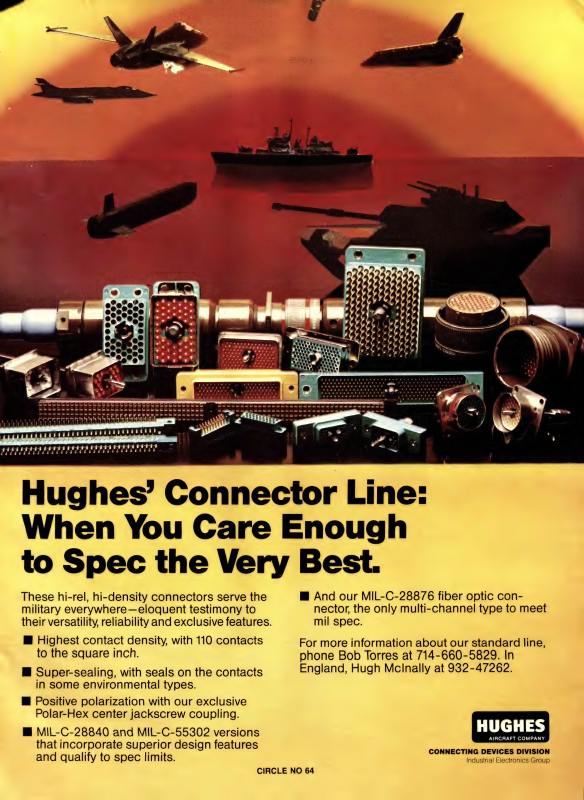 Hughes' Connector Line:
When You Care Enough
to Spec the Very Best.
These hi-rel, hi-density connectors serve the
military everywhere—eloquent testimony to
their versatility, reliability and exclusive features.
■ Highest contact density, with 110 contacts
to the square inch.
■ Super-sealing, with seals on the contacts
in some environmental types.
■ Positive polarization with our exclusive
Polar-Hex center jackscrew coupling.
■ MIL-C-28840 and MIL-C-55302 versions
that incorporate superior design features
and qualify to spec limits.
■ And our MIL-C-28876 fiber optic con-
nector, the only multi-channel type to meet
mil spec.
For more information about our standard line,
phone Bob Torres at 714-660-5829. In
England, Hugh McInally at 932-47262.
HUGHES
AIRCRAFT COMPANY
CONNECTING DEVICES DIVISION
Industrial Electronics Group
CIRCLE NO 64